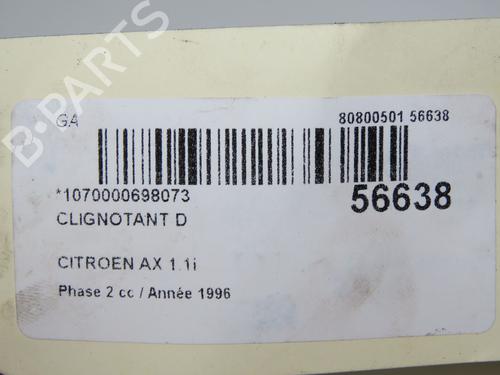 GA
80800501 56638
*1070000698073
56638
CLIGNOTANT D
CITROEN AX 1.1i
Phase 2 cc / Année 1996
B-PARTS